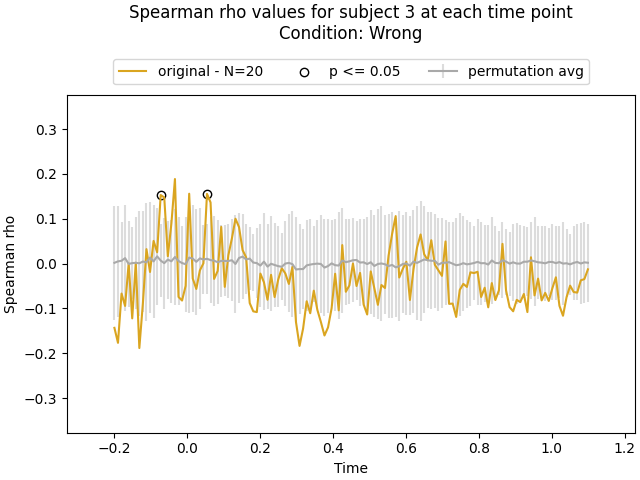 Spearman rho values for subject 3 at each time point
Condition: Wrong
original - N=20
p <= 0.05
permutation avg
Spearman rho
0.3
0.2
0.1
0.0
−0.1
−0.2
−0.3
−0.2
0.0
0.2
0.4
0.6
0.8
1.0
1.2
Time